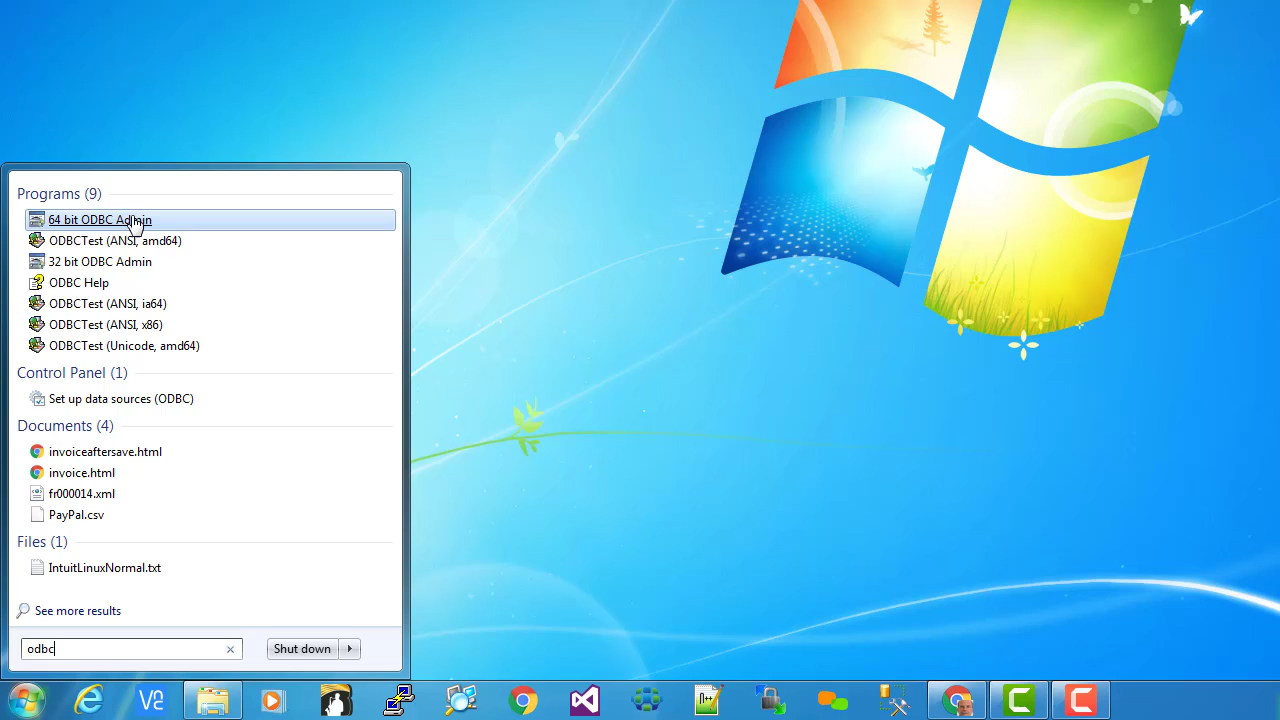 Programs (9)
64 bit ODBC Admin
ODBCTest (ANSI, amd64)
32 bit ODBC Admin
ODBC Help
ODBCTest (ANSI, ia64)
ODBCTest (ANSI, x86)
ODBCTest (Unicode, amd64)
Control Panel (1)
Set up data sources (ODBC)
Documents (4)
invoiceaftersave.html
invoice.html
fr000014.xml
PayPal.csv
Files (1)
IntuitLinuxNormal.txt
See more results
odbc
Shut down